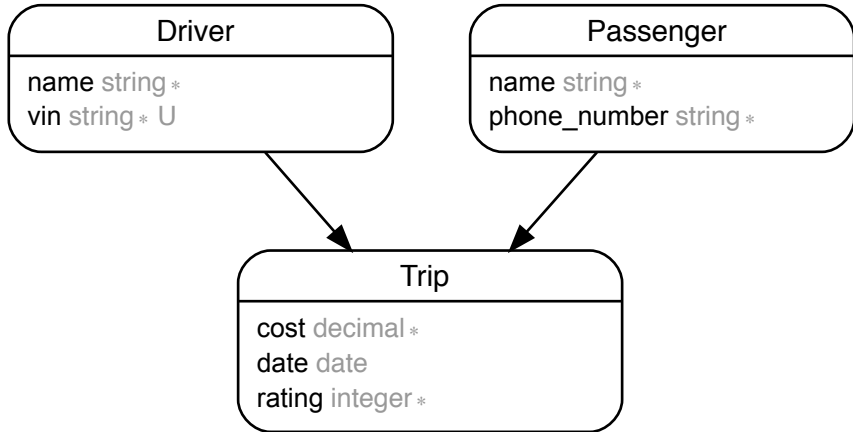 Driver
name string *
vin string * U
Passenger
name string *
phone_number string *
Trip
cost decimal *
date date
rating integer *